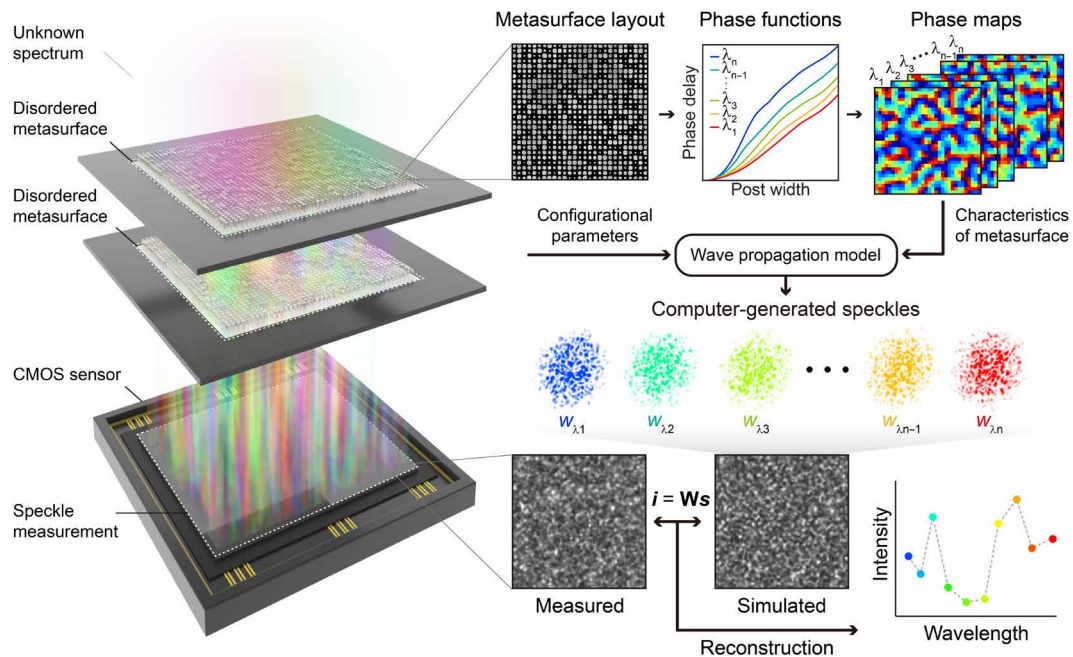 Unknown
spectrum
Disordered
metasurface
Disordered
metasurface
CMOS sensor
Speckle
measurement
Metasurface layout
Phase functions
Phase maps
λn
λn−1
⋮
λ3
λ2
λ1
Phase delay
Post width
λ1 λ2 λ3 •••• λn−1 λn
Configurational
parameters
Characteristics
of metasurface
Wave propagation model
Computer-generated speckles
• • •
wλ1 wλ2 wλ3 wλn−1 wλn
i = Ws
Measured
Simulated
Reconstruction
Intensity
Wavelength